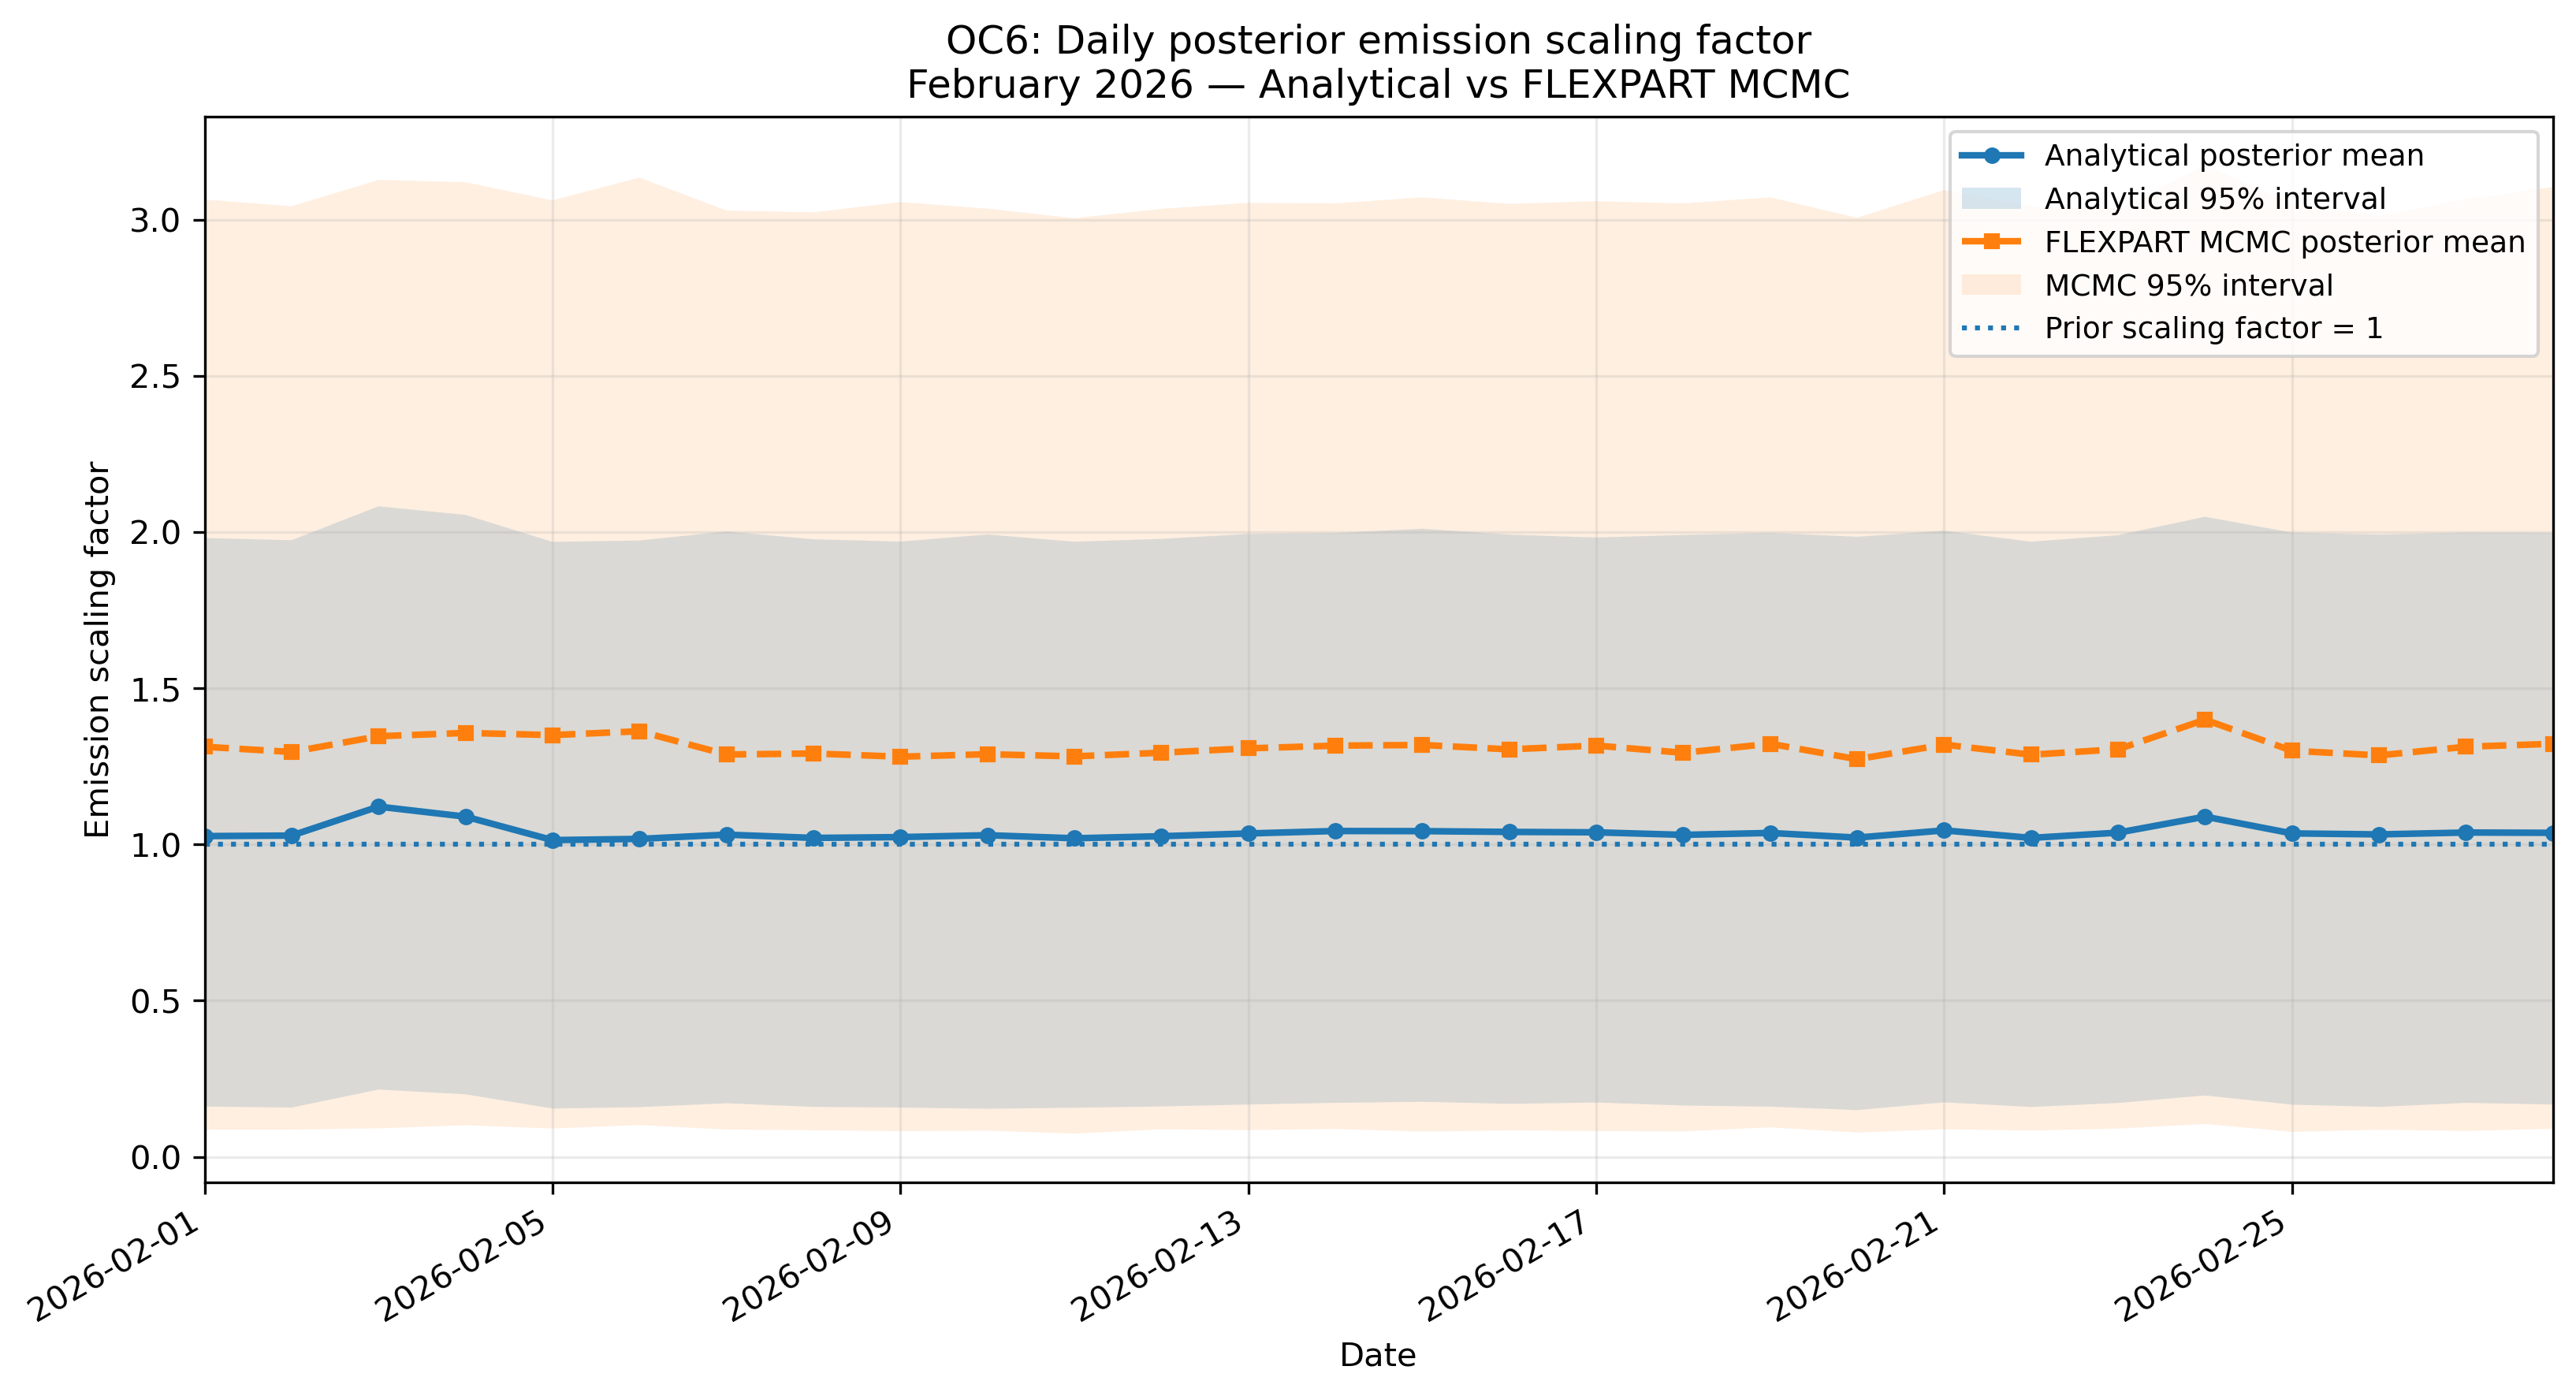 OC6: Daily posterior emission scaling factor
February 2026 — Analytical vs FLEXPART MCMC
Analytical posterior mean
Analytical 95% interval
FLEXPART MCMC posterior mean
MCMC 95% interval
Prior scaling factor = 1
Emission scaling factor
3.0
2.5
2.0
1.5
1.0
0.5
0.0
2026-02-01
2026-02-05
2026-02-09
2026-02-13
2026-02-17
2026-02-21
2026-02-25
Date